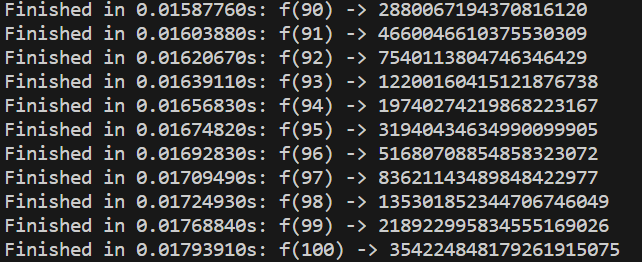 Finished in 0.01587760s: f(90) -> 2880067194370816120
Finished in 0.01603880s: f(91) -> 4660046610375530309
Finished in 0.01620670s: f(92) -> 7540113804746346429
Finished in 0.01639110s: f(93) -> 12200160415121876738
Finished in 0.01656830s: f(94) -> 19740274219868223167
Finished in 0.01674820s: f(95) -> 31940434634990099905
Finished in 0.01692830s: f(96) -> 51680708854858323072
Finished in 0.01709490s: f(97) -> 83621143489848422977
Finished in 0.01724930s: f(98) -> 135301852344706746049
Finished in 0.01768840s: f(99) -> 218922995834555169026
Finished in 0.01793910s: f(100) -> 354224848179261915075